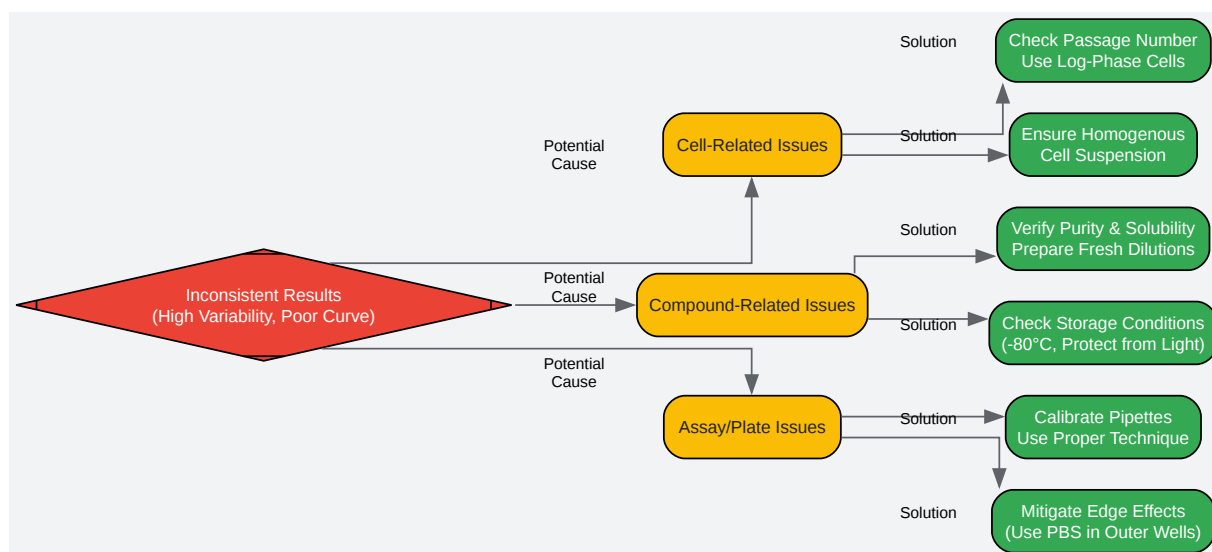 Solution
Check Passage Number
Use Log-Phase Cells
Potential
Cause
Cell-Related Issues
Solution
Ensure Homogenous
Cell Suspension
Solution
Verify Purity & Solubility
Prepare Fresh Dilutions
Inconsistent Results
(High Variability, Poor Curve)
Potential
Cause
Compound-Related Issues
Solution
Check Storage Conditions
(-80°C, Protect from Light)
Potential
Cause
Assay/Plate Issues
Solution
Calibrate Pipettes
Use Proper Technique
Solution
Mitigate Edge Effects
(Use PBS in Outer Wells)